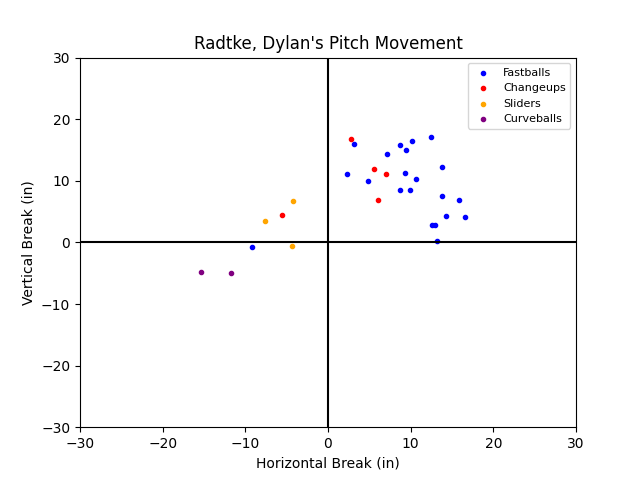 Radtke, Dylan's Pitch Movement
Fastballs
Changeups
Sliders
Curveballs
Vertical Break (in)
30
20
10
0
−10
−20
−30
−30
−20
−10
0
10
20
30
Horizontal Break (in)